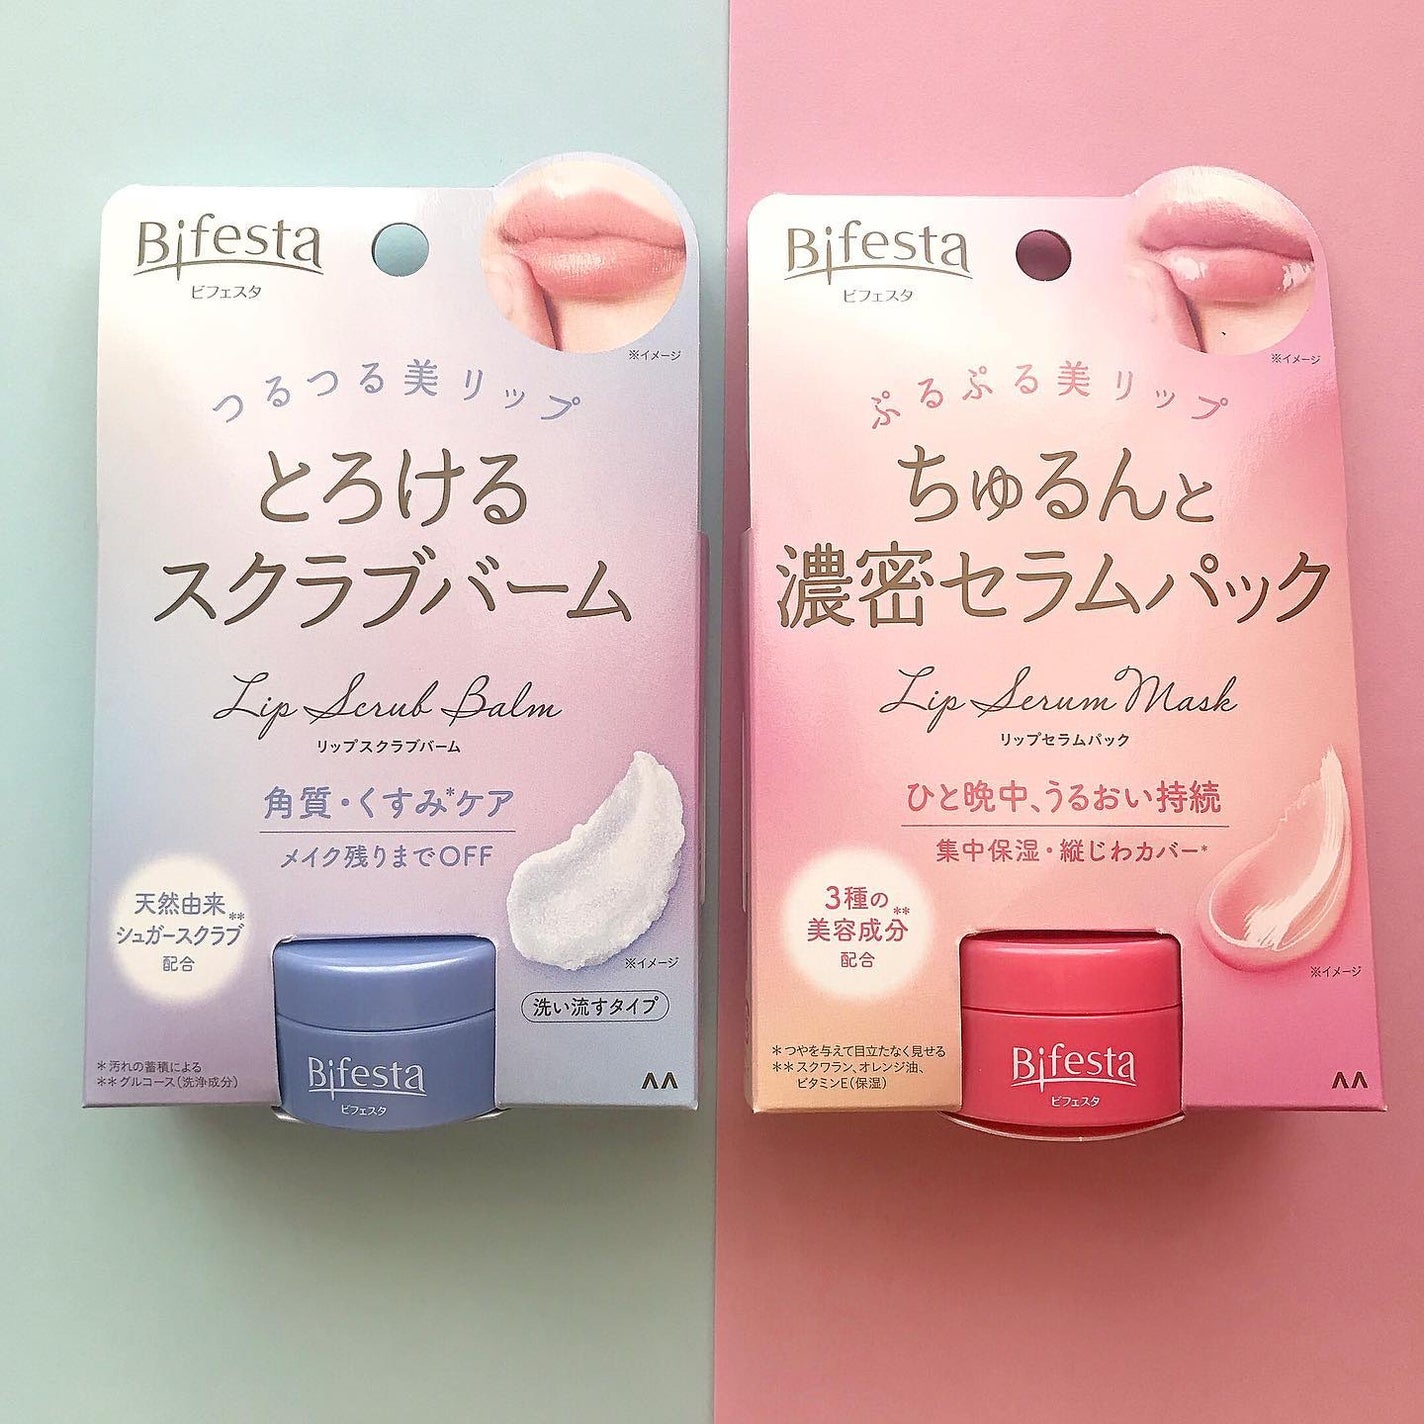 Bifesta
ビフェスタ
※イメージ
つるつる美リップ
とろける
スクラブバーム
Lip Scrub Balm
リップスクラブバーム
角質・くすみ*ケア
メイク残りまでOFF
天然由来
シュガースクラブ**
配合
※イメージ
洗い流すタイプ
*汚れの蓄積による
**グルコース(洗浄成分)
Bifesta
ビフェスタ
Bifesta
ビフェスタ
※イメージ
ぷるぷる美リップ
ちゅるんと
濃密セラムパック
Lip Serum Mask
リップセラムパック
ひと晩中、うるおい持続
集中保湿・縦じわカバー*
3種の
美容成分**
配合
※イメージ
*つやを与えて目立たなく見せる
**スクワラン、オレンジ油、
ビタミンE(保湿)
Bifesta
ビフェスタ